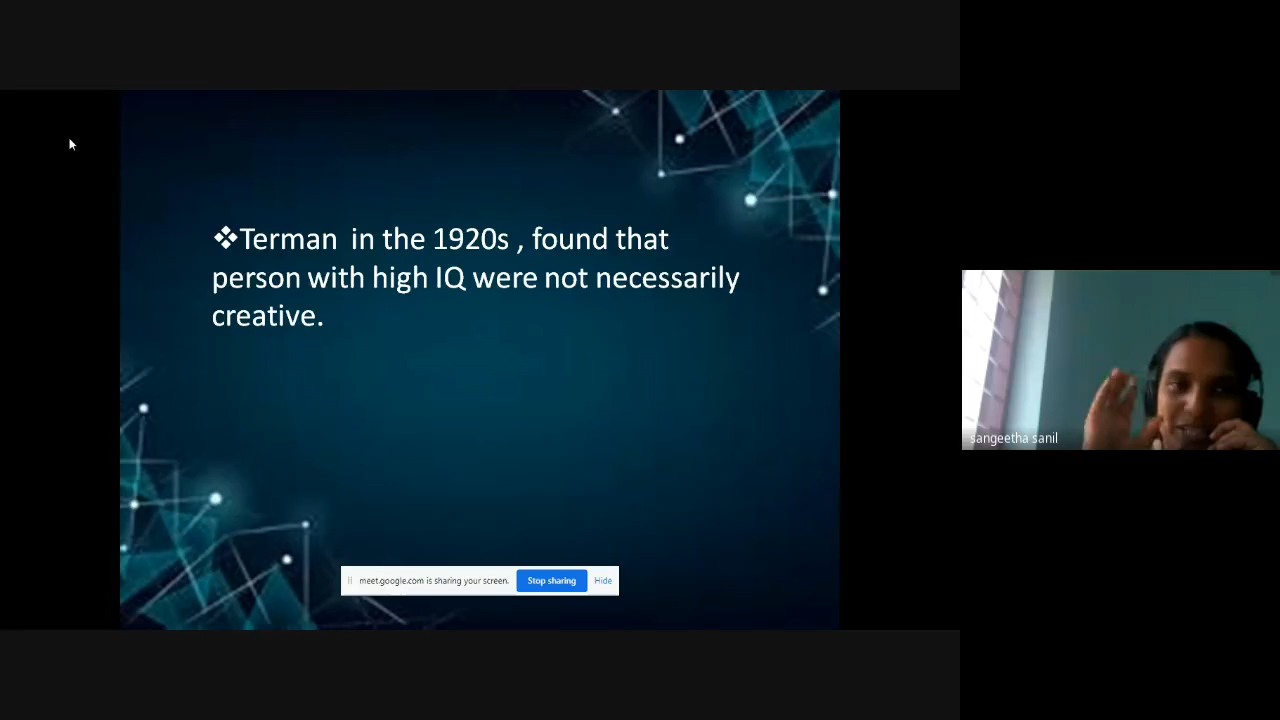 ❖Terman in the 1920s , found that
person with high IQ were not necessarily
creative.
meet.google.com is sharing your screen. Stop sharing Hide
sangeetha sanil